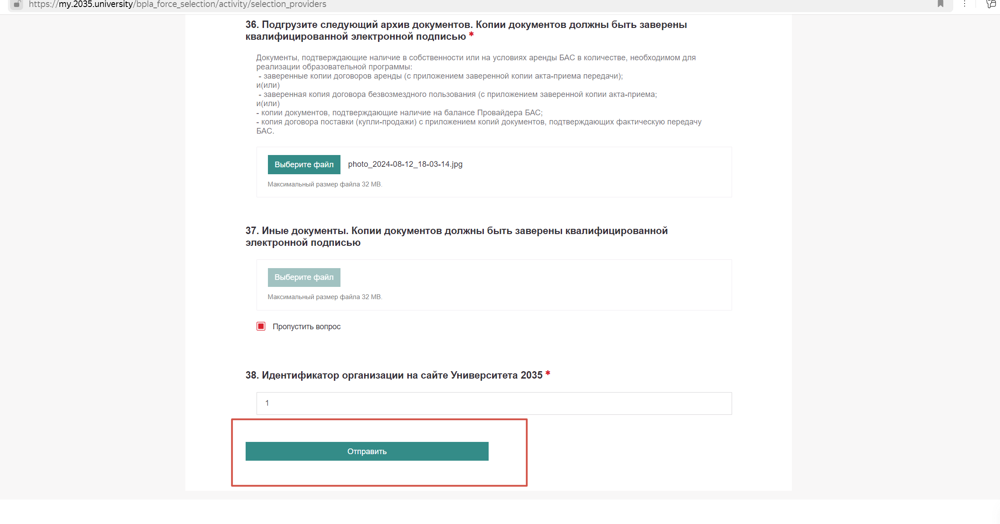 https://my.2035.university/bpla_force_selection/activity/selection_providers
36. Подгрузите следующий архив документов. Копии документов должны быть заверены
квалифицированной электронной подписью *
Документы, подтверждающие наличие в собственности или на условиях аренды БАС в количестве, необходимом для
реализации образовательной программы:
- заверенные копии договоров аренды (с приложением заверенной копии акта-приема передачи);
и(или)
- заверенная копия договора безвозмездного пользования (с приложением заверенной копии акта-приема;
и(или)
- копии документов, подтверждающие наличие на балансе Провайдера БАС;
- копия договора поставки (купли-продажи) с приложением копий документов, подтверждающих фактическую передачу
БАС.
Выберите файл photo_2024-08-12_18-03-14.jpg
Максимальный размер файла 32 MB.
37. Иные документы. Копии документов должны быть заверены квалифицированной
электронной подписью
Выберите файл
Максимальный размер файла 32 MB.
Пропустить вопрос
38. Идентификатор организации на сайте Университета 2035 *
1
Отправить